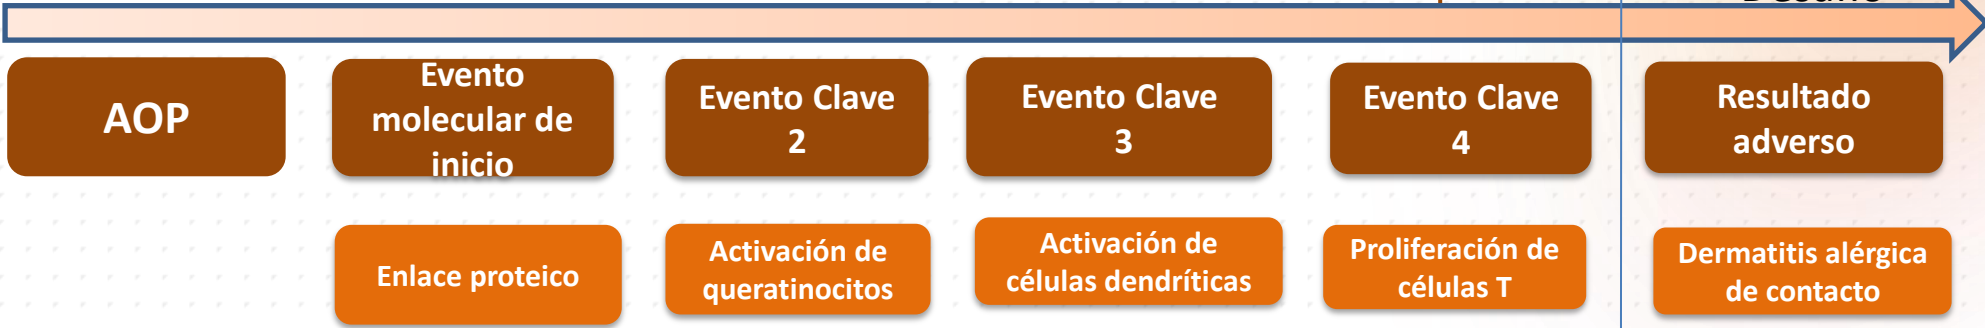 AOP
Evento
molecular de
inicio
Evento Clave
2
Evento Clave
3
Evento Clave
4
Resultado
adverso
Enlace proteico
Activación de
queratinocitos
Activación de
células dendríticas
Proliferación de
células T
Dermatitis alérgica
de contacto